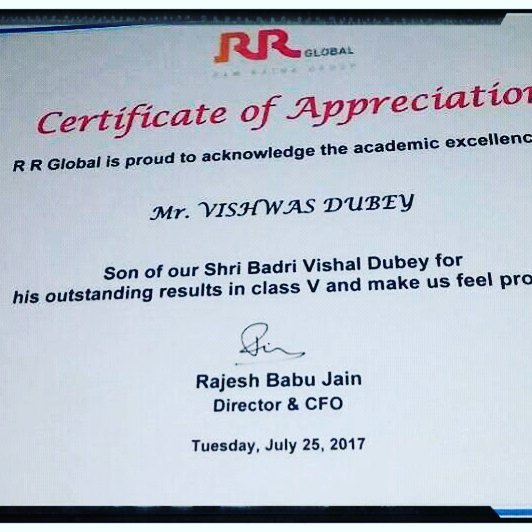 RR GLOBAL
RAM RATNA GROUP
Certificate of Appreciation
R R Global is proud to acknowledge the academic excellenc
Mr. VISHWAS DUBEY
Son of our Shri Badri Vishal Dubey for
his outstanding results in class V and make us feel pro
Rajesh Babu Jain
Director & CFO
Tuesday, July 25, 2017